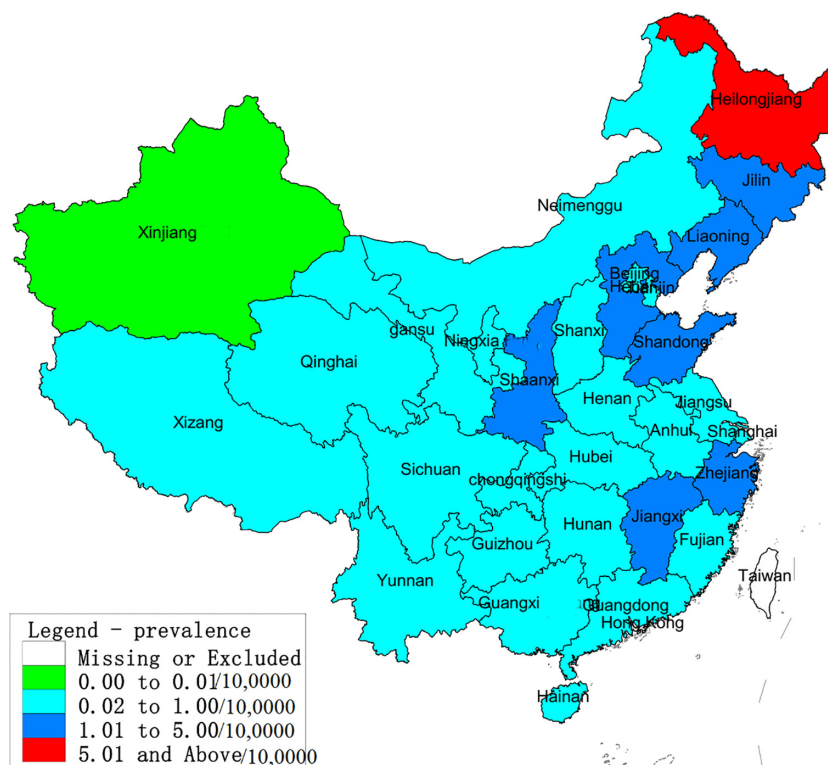 Heilongjiang
Jilin
Neimenggu
Liaoning
Xinjiang
Beijing
Hebei
Tianjin
gansu
Ningxia
Shanxi
Shandong
Qinghai
Shaanxi
Henan
Jiangsu
Xizang
Anhui
Shanghai
Hubei
Sichuan
chongqingshi
Zhejiang
Jiangxi
Hunan
Fujian
Guizhou
Taiwan
Yunnan
Guangxi
Guangdong
Hong Kong
Hainan
Legend - prevalence
Missing or Excluded
0.00 to 0.01/10,0000
0.02 to 1.00/10,0000
1.01 to 5.00/10,0000
5.01 and Above/10,0000